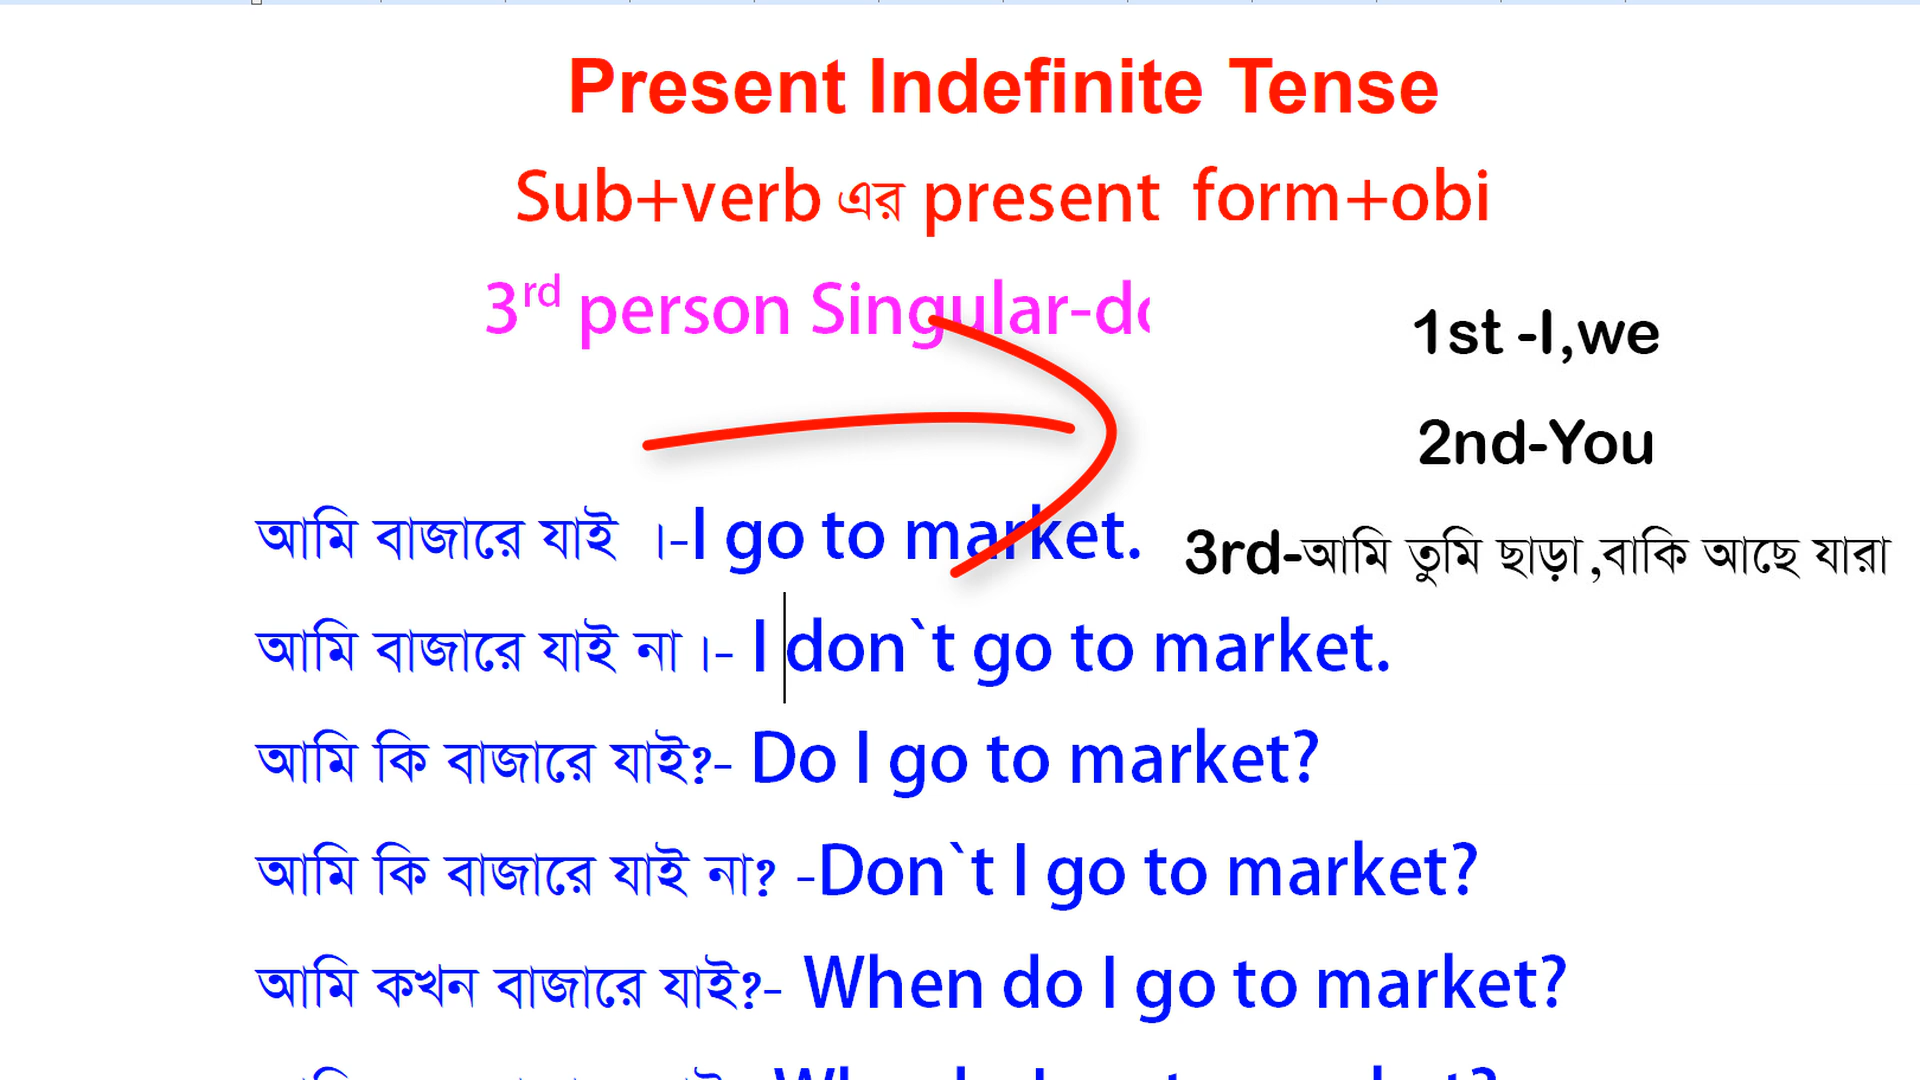 Present Indefinite Tense
Sub+verb এর present form+obj
3rd person Singular-
1st -I,we
2nd-You
3rd-আমি তুমি ছাড়া,বাকি আছে যারা
আমি বাজারে যাই ।-I go to market.
আমি বাজারে যাই না।- I don`t go to market.
আমি কি বাজারে যাই?- Do I go to market?
আমি কি বাজারে যাই না? -Don`t I go to market?
আমি কখন বাজারে যাই?- When do I go to market?